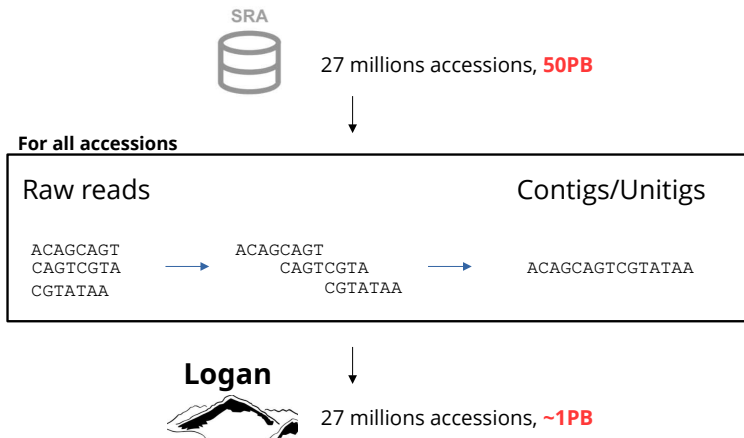 SRA
27 millions accessions, 50PB
For all accessions
Raw reads
Contigs/Unitigs
ACAGCAGT
CAGTCGTA
CGTATAA
ACAGCAGT
CAGTCGTA
CGTATAA
ACAGCAGTCGTATAA
Logan
27 millions accessions, ~1PB